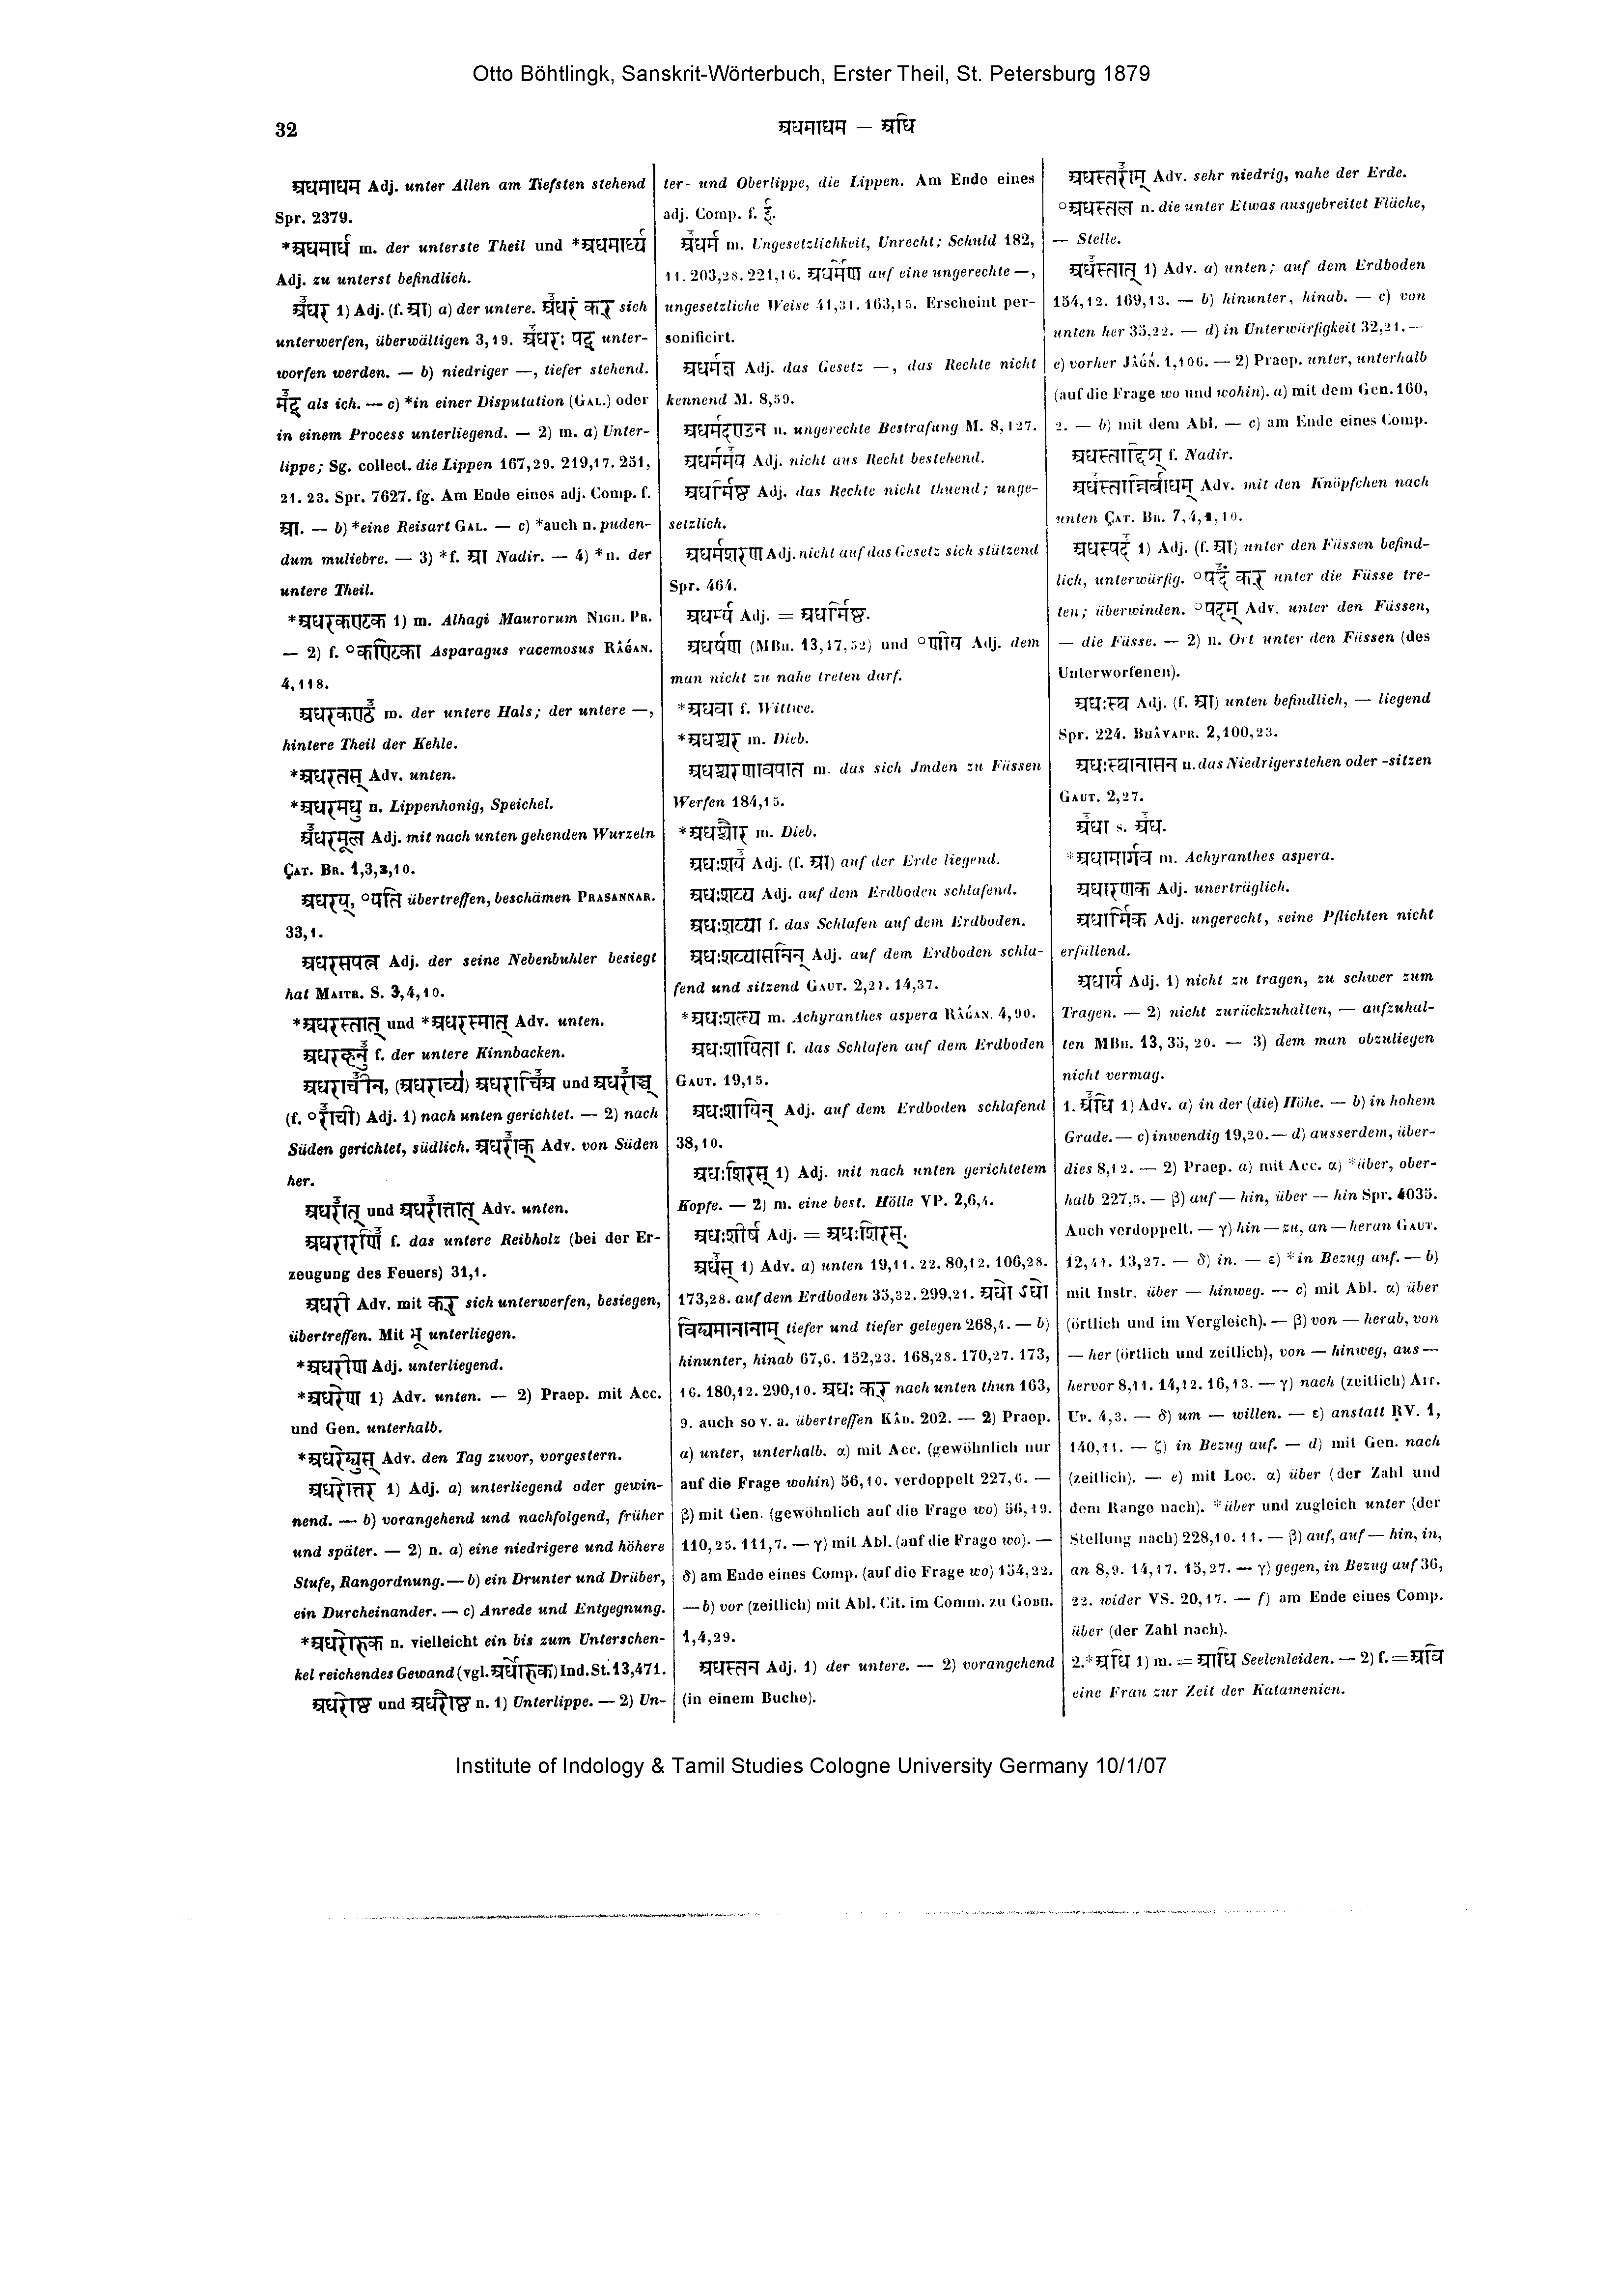 Otto Böhtlingk, Sanskrit-Wörterbuch, Erster Theil, St. Petersburg 1879
32
अधमाधम — अधि
अधमाधम Adj. unter Allen am Tiefsten stehend
Spr. 2379.
*अधमार्ध m. der unterste Theil und *अधमार्ध्य
Adj. zu unterst befindlich.
अधर 1) Adj. (f. आ) a) der untere. अधरं कर् sich
unterwerfen, überwältigen 3,19. अधरः पद् unter-
worfen werden. — b) niedriger —, tiefer stehend.
मद् als ich. — c) *in einer Disputation (GAL.) oder
in einem Process unterliegend. — 2) m. a) Unter-
lippe; Sg. collect. die Lippen 167,29. 219,17. 251,
21. 23. Spr. 7627. fg. Am Ende eines adj. Comp. f.
आ. — b) *eine Reisart GAL. — c) *auch n. puden-
dum muliebre. — 3) *f. आ Nadir. — 4) *n. der
untere Theil.
*अधरकण्टक 1) m. Alhagi Maurorum NIGH. PR.
— 2) f. °कण्टिका Asparagus racemosus RÂGAN.
4,118.
अधरकण्ठ m. der untere Hals; der untere —,
hintere Theil der Kehle.
*अधरतस् Adv. unten.
*अधरमधु n. Lippenhonig, Speichel.
अधरमूल Adj. mit nach unten gehenden Wurzeln
ÇAT. BR. 1,3,3,10.
अधरय्, °यति übertreffen, beschämen PRASANNAR.
33,1.
अधरसपत्न Adj. der seine Nebenbuhler besiegt
hat MAITR. S. 3,4,10.
*अधरस्तात् und *अधरस्मात् Adv. unten.
अधरहनु f. der untere Kinnbacken.
अधराचीन, (अधराच्य) अधराचिञ्च und अधराञ्च्
(f. °राची) Adj. 1) nach unten gerichtet. — 2) nach
Süden gerichtet, südlich. अधराक् Adv. von Süden
her.
अधरात् und अधरात्तात् Adv. unten.
अधरारणि f. das untere Reibholz (bei der Er-
zeugung des Feuers) 31,1.
अधरी Adv. mit कर् sich unterwerfen, besiegen,
übertreffen. Mit भू unterliegen.
*अधरीण Adj. unterliegend.
*अधरेण 1) Adv. unten. — 2) Praep. mit Acc.
und Gen. unterhalb.
*अधरेद्युस् Adv. den Tag zuvor, vorgestern.
अधरोत्तर 1) Adj. a) unterliegend oder gewin-
nend. — b) vorangehend und nachfolgend, früher
und später. — 2) n. a) eine niedrigere und höhere
Stufe, Rangordnung. — b) ein Drunter und Drüber,
ein Durcheinander. — c) Anrede und Entgegnung.
*अधरोरुक n. vielleicht ein bis zum Unterschen-
kel reichendes Gewand (vgl. अर्धोरुक) Ind. St. 13,471.
अधरोष्ठ und अधरौष्ठ n. 1) Unterlippe. — 2) Un-
ter- und Oberlippe, die Lippen. Am Ende eines
adj. Comp. f. ई.
अधर्म m. Ungesetzlichkeit, Unrecht; Schuld 182,
11. 203,28. 221,16. अधर्मेण auf eine ungerechte —,
ungesetzliche Weise 41,31. 163,15. Erscheint per-
sonificirt.
अधर्मज्ञ Adj. das Gesetz —, das Rechte nicht
kennend M. 8,59.
अधर्मदण्डन n. ungerechte Bestrafung M. 8,127.
अधर्ममय Adj. nicht aus Recht bestehend.
अधर्मिष्ठ Adj. das Rechte nicht thuend; unge-
setzlich.
अधर्मशरण Adj. nicht auf das Gesetz sich stützend
Spr. 464.
अधर्म्य Adj. = अधर्मिष्ठ.
अधर्षण (MBH. 13,17,52) und °णीय Adj. dem
man nicht zu nahe treten darf.
*अधवा f. Wittwe.
*अधश्चर m. Dieb.
अधश्चरणावपात m. das sich Jmden zu Füssen
Werfen 184,15.
*अधश्चौर m. Dieb.
अधःशय Adj. (f. आ) auf der Erde liegend.
अधःशय्य Adj. auf dem Erdboden schlafend.
अधःशय्या f. das Schlafen auf dem Erdboden.
अधःशय्यासनिन् Adj. auf dem Erdboden schla-
fend und sitzend GAUT. 2,21. 14,37.
*अधःशल्य m. Achyranthes aspera RÂGAN. 4,90.
अधःशायिता f. das Schlafen auf dem Erdboden
GAUT. 19,15.
अधःशायिन् Adj. auf dem Erdboden schlafend
38,10.
अधःशिरस् 1) Adj. mit nach unten gerichtetem
Kopfe. — 2) m. eine best. Hölle VP. 2,6,4.
अधःशीर्ष Adj. = अधःशिरस्.
अधस् 1) Adv. a) unten 19,11. 22. 80,12. 106,28.
173,28. auf dem Erdboden 35,32. 299,21. अधो ऽधो
विद्यमानानाम् tiefer und tiefer gelegen 268,4. — b)
hinunter, hinab 67,6. 152,23. 168,28. 170,27. 173,
16. 180,12. 290,10. अधः कर् nach unten thun 163,
9. auch so v. a. übertreffen KÂD. 202. — 2) Praep.
a) unter, unterhalb. α) mit Acc. (gewöhnlich nur
auf die Frage wohin) 56,10. verdoppelt 227,6. —
β) mit Gen. (gewöhnlich auf die Frage wo) 56,19.
110,25. 111,7. — γ) mit Abl. (auf die Frage wo). —
δ) am Ende eines Comp. (auf die Frage wo) 154,22.
— b) vor (zeitlich) mit Abl. Cit. im Comm. zu GOBH.
1,4,29.
अधस्तन Adj. 1) der untere. — 2) vorangehend
(in einem Buche).
अधस्तराम् Adv. sehr niedrig, nahe der Erde.
°अधस्तल n. die unter Etwas ausgebreitet Fläche,
— Stelle.
अधस्तात् 1) Adv. a) unten; auf dem Erdboden
154,12. 169,13. — b) hinunter, hinab. — c) von
unten her 35,22. — d) in Unterwürfigkeit 32,21. —
e) vorher JÂGÑ. 1,106. — 2) Praep. unter, unterhalb
(auf die Frage wo und wohin). a) mit dem Gen. 160,
2. — b) mit dem Abl. — c) am Ende eines Comp.
अधस्तादिश् f. Nadir.
अधस्तान्निर्बाधम् Adv. mit den Knöpfchen nach
unten ÇAT. BR. 7,4,1,10.
अधस्पद 1) Adj. (f. आ) unter den Füssen befind-
lich, unterwürfig. °पदं कर् unter die Füsse tre-
ten; überwinden. °पदम् Adv. unter den Füssen,
— die Füsse. — 2) n. Ort unter den Füssen (des
Unterworfenen).
अधःस्थ Adj. (f. आ) unten befindlich, — liegend
Spr. 224. BHÂVAPR. 2,100,23.
अधःस्थानासन n. das Niedrigerstehen oder -sitzen
GAUT. 2,27.
अधा s. अध.
*अधामार्गव m. Achyranthes aspera.
अधारणक Adj. unerträglich.
अधार्मिक Adj. ungerecht, seine Pflichten nicht
erfüllend.
अधार्य Adj. 1) nicht zu tragen, zu schwer zum
Tragen. — 2) nicht zurückzuhalten, — aufzuhal-
ten MBH. 13,35,20. — 3) dem man obzuliegen
nicht vermag.
1. अधि 1) Adv. a) in der (die) Höhe. — b) in hohem
Grade. — c) inwendig 19,20. — d) ausserdem, über-
dies 8,12. — 2) Praep. a) mit Acc. α) *über, ober-
halb 227,5. — β) auf — hin, über — hin Spr. 4035.
Auch verdoppelt. — γ) hin — zu, an — heran GAUT.
12,41. 13,27. — δ) in. — ε) *in Bezug auf. — b)
mit Instr. über — hinweg. — c) mit Abl. α) über
(örtlich und im Vergleich). — β) von — herab, von
— her (örtlich und zeitlich), von — hinweg, aus —
hervor 8,11. 14,12. 16,13. — γ) nach (zeitlich) AIT.
UP. 4,3. — δ) um — willen. — ε) anstatt RV. 1,
140,11. — ζ) in Bezug auf. — d) mit Gen. nach
(zeitlich). — e) mit Loc. α) über (der Zahl und
dem Range nach). *über und zugleich unter (der
Stellung nach) 228,10. 11. — β) auf, auf — hin, in,
an 8,9. 14,17. 15,27. — γ) gegen, in Bezug auf 36,
22. wider VS. 20,17. — f) am Ende eines Comp.
über (der Zahl nach).
2. *अधि 1) m. = आधि Seelenleiden. — 2) f. = अवि
eine Frau zur Zeit der Katamenien.
Institute of Indology & Tamil Studies Cologne University Germany 10/1/07